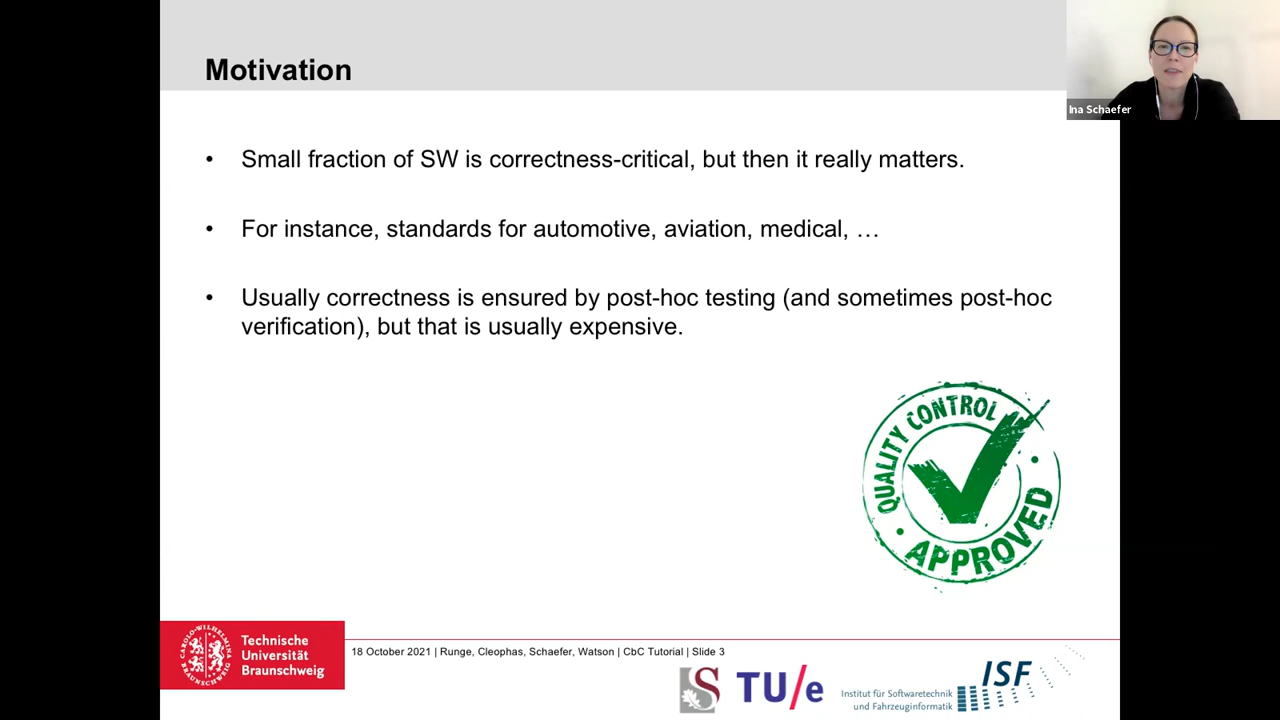 Motivation
Ina Schaefer
• Small fraction of SW is correctness-critical, but then it really matters.
• For instance, standards for automotive, aviation, medical, …
• Usually correctness is ensured by post-hoc testing (and sometimes post-hoc
verification), but that is usually expensive.
QUALITY CONTROL
APPROVED
CAROLO-WILHELMINA
BRAUNSCHWEIG
Technische
Universität
Braunschweig
18 October 2021 | Runge, Cleophas, Schaefer, Watson | CbC Tutorial | Slide 3
S
TU/e
Institut für Softwaretechnik
und Fahrzeuginformatik
ISF